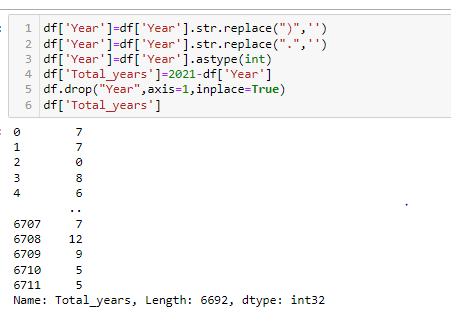 1 df['Year']=df['Year'].str.replace(")",'')
2 df['Year']=df['Year'].str.replace(".",'')
3 df['Year']=df['Year'].astype(int)
4 df['Total_years']=2021-df['Year']
5 df.drop("Year",axis=1,inplace=True)
6 df['Total_years']
0 7
1 7
2 0
3 8
4 6
..
6707 7
6708 12
6709 9
6710 5
6711 5
Name: Total_years, Length: 6692, dtype: int32